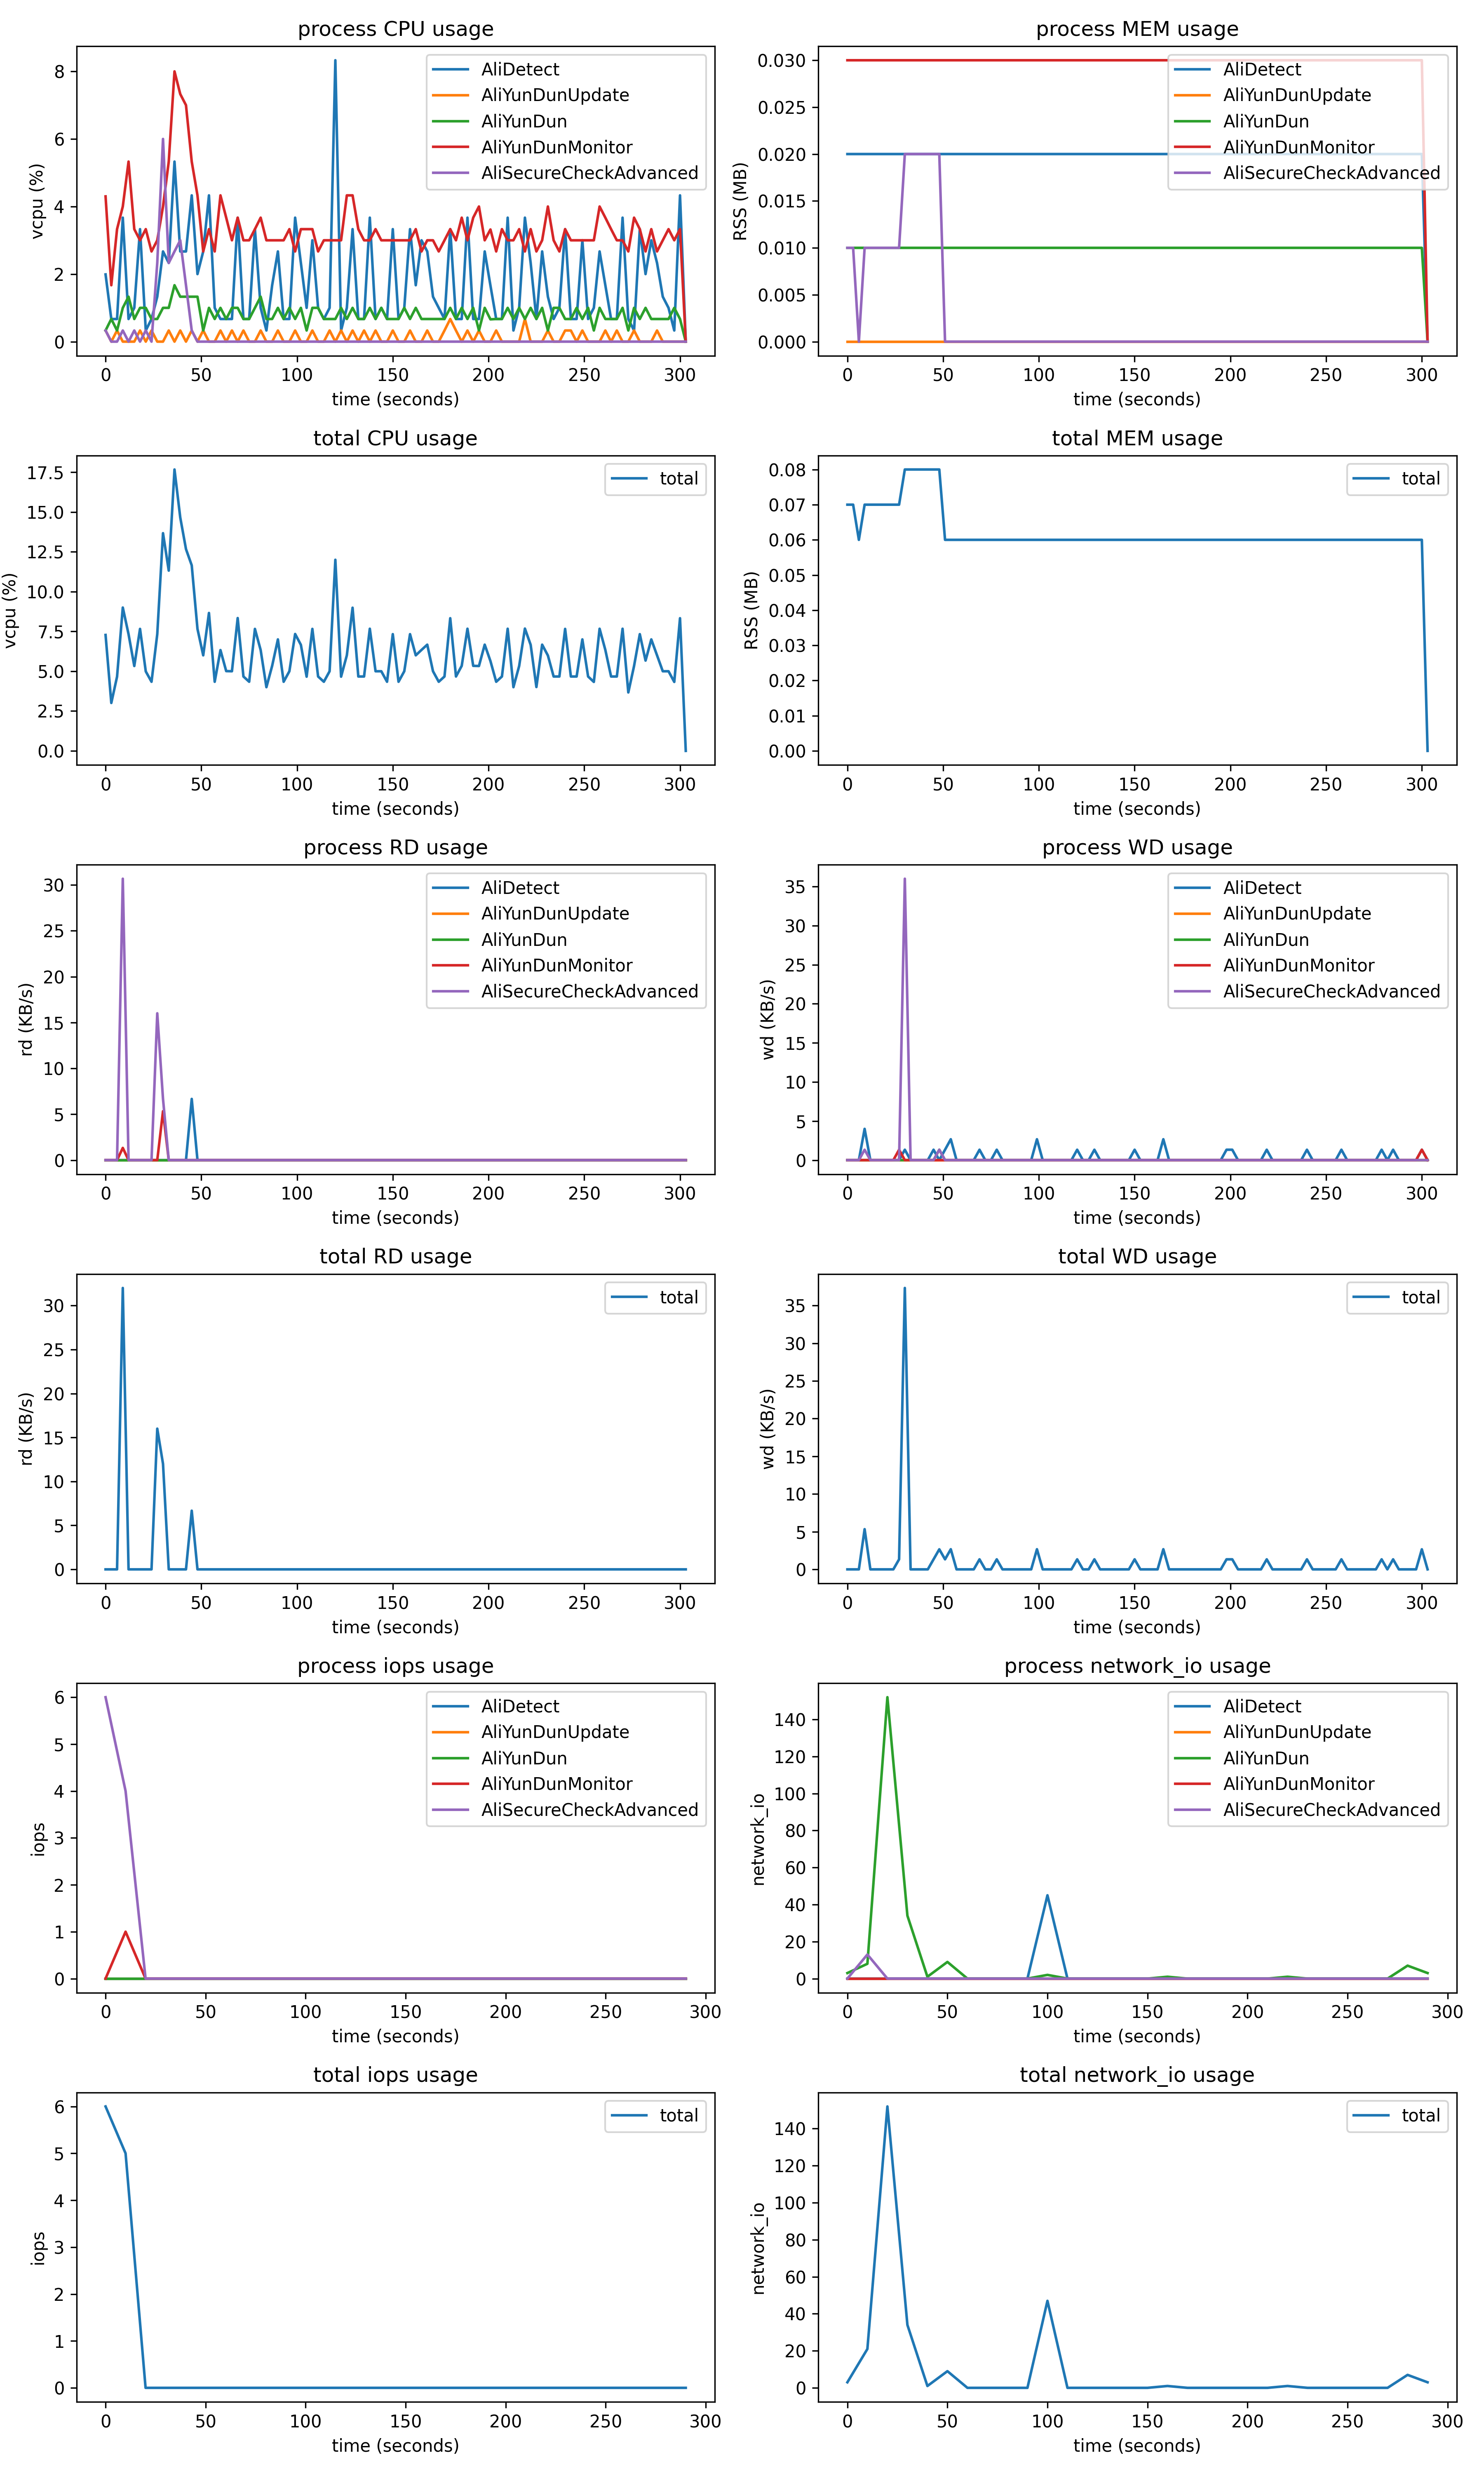 process CPU usage
vcpu (%)
8
6
4
2
0
AliDetect
AliYunDunUpdate
AliYunDun
AliYunDunMonitor
AliSecureCheckAdvanced
0 50 100 150 200 250 300
time (seconds)
process MEM usage
RSS (MB)
0.030
0.025
0.020
0.015
0.010
0.005
0.000
AliDetect
AliYunDunUpdate
AliYunDun
AliYunDunMonitor
AliSecureCheckAdvanced
0 50 100 150 200 250 300
time (seconds)
total CPU usage
vcpu (%)
17.5
15.0
12.5
10.0
7.5
5.0
2.5
0.0
total
0 50 100 150 200 250 300
time (seconds)
total MEM usage
RSS (MB)
0.08
0.07
0.06
0.05
0.04
0.03
0.02
0.01
0.00
total
0 50 100 150 200 250 300
time (seconds)
process RD usage
rd (KB/s)
30
25
20
15
10
5
0
AliDetect
AliYunDunUpdate
AliYunDun
AliYunDunMonitor
AliSecureCheckAdvanced
0 50 100 150 200 250 300
time (seconds)
process WD usage
wd (KB/s)
35
30
25
20
15
10
5
0
AliDetect
AliYunDunUpdate
AliYunDun
AliYunDunMonitor
AliSecureCheckAdvanced
0 50 100 150 200 250 300
time (seconds)
total RD usage
rd (KB/s)
30
25
20
15
10
5
0
total
0 50 100 150 200 250 300
time (seconds)
total WD usage
wd (KB/s)
35
30
25
20
15
10
5
0
total
0 50 100 150 200 250 300
time (seconds)
process iops usage
iops
6
5
4
3
2
1
0
AliDetect
AliYunDunUpdate
AliYunDun
AliYunDunMonitor
AliSecureCheckAdvanced
0 50 100 150 200 250 300
time (seconds)
process network_io usage
network_io
140
120
100
80
60
40
20
0
AliDetect
AliYunDunUpdate
AliYunDun
AliYunDunMonitor
AliSecureCheckAdvanced
0 50 100 150 200 250 300
time (seconds)
total iops usage
iops
6
5
4
3
2
1
0
total
0 50 100 150 200 250 300
time (seconds)
total network_io usage
network_io
140
120
100
80
60
40
20
0
total
0 50 100 150 200 250 300
time (seconds)